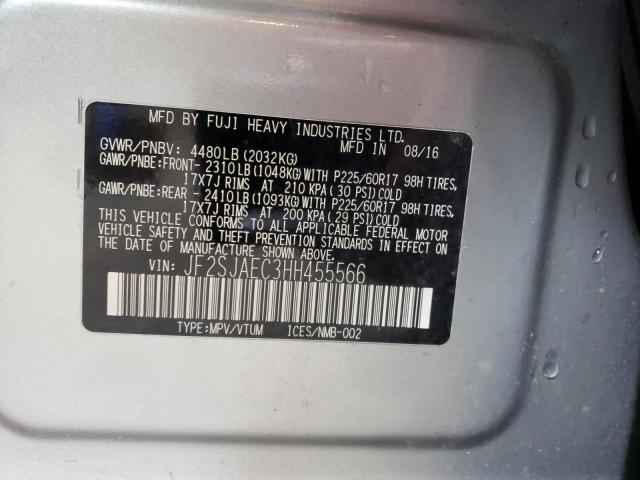 MFD BY FUJI HEAVY INDUSTRIES LTD.
GVWR/PNBV: 4480LB(2032KG) MFD IN 08/16
GAWR/PNBE:FRONT- 2310LB(1048KG)WITH P225/60R17 98H TIRES,
17X7J RIMS AT 210 KPA(30 PSI)COLD
GAWR/PNBE:REAR - 2410LB(1093KG)WITH P225/60R17 98H TIRES,
17X7J RIMS AT 200 KPA(29 PSI)COLD
THIS VEHICLE CONFORMS TO ALL APPLICABLE FEDERAL MOTOR
VEHICLE SAFETY AND THEFT PREVENTION STANDARDS IN EFFECT ON
THE DATE OF MANUFACTURE SHOWN ABOVE.
VIN: JF2SJAEC3HH455566
TYPE:MPV/VTUM ICES/NMB-002